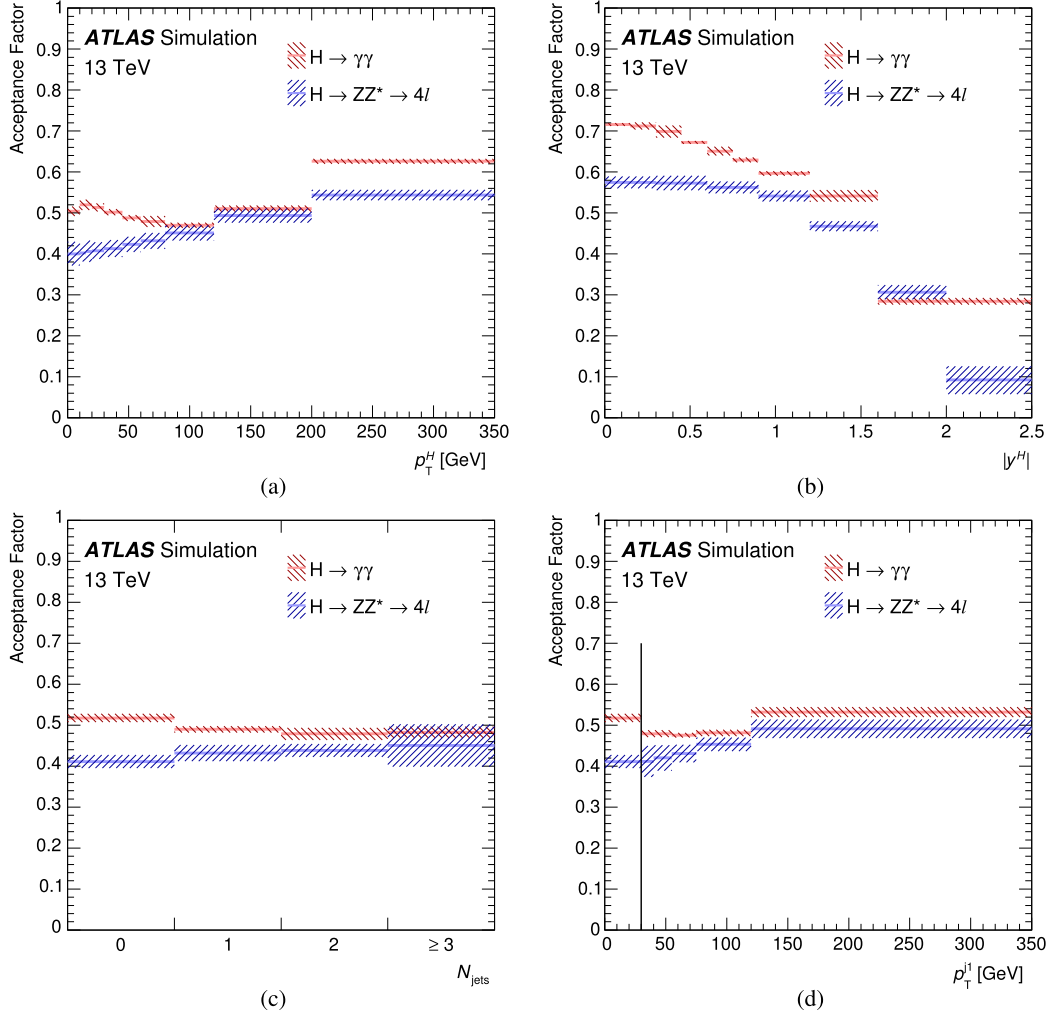 Acceptance Factor
1
0.9
0.8
0.7
0.6
0.5
0.4
0.3
0.2
0.1
0
ATLAS Simulation
13 TeV
H → γγ
H → ZZ* → 4l
0 50 100 150 200 250 300 350
p_T^H [GeV]
(a)
Acceptance Factor
1
0.9
0.8
0.7
0.6
0.5
0.4
0.3
0.2
0.1
0
ATLAS Simulation
13 TeV
H → γγ
H → ZZ* → 4l
0 0.5 1 1.5 2 2.5
|y^H|
(b)
Acceptance Factor
1
0.9
0.8
0.7
0.6
0.5
0.4
0.3
0.2
0.1
0
ATLAS Simulation
13 TeV
H → γγ
H → ZZ* → 4l
0 1 2 ≥ 3
N_jets
(c)
Acceptance Factor
1
0.9
0.8
0.7
0.6
0.5
0.4
0.3
0.2
0.1
0
ATLAS Simulation
13 TeV
H → γγ
H → ZZ* → 4l
0 50 100 150 200 250 300 350
p_T^j1 [GeV]
(d)